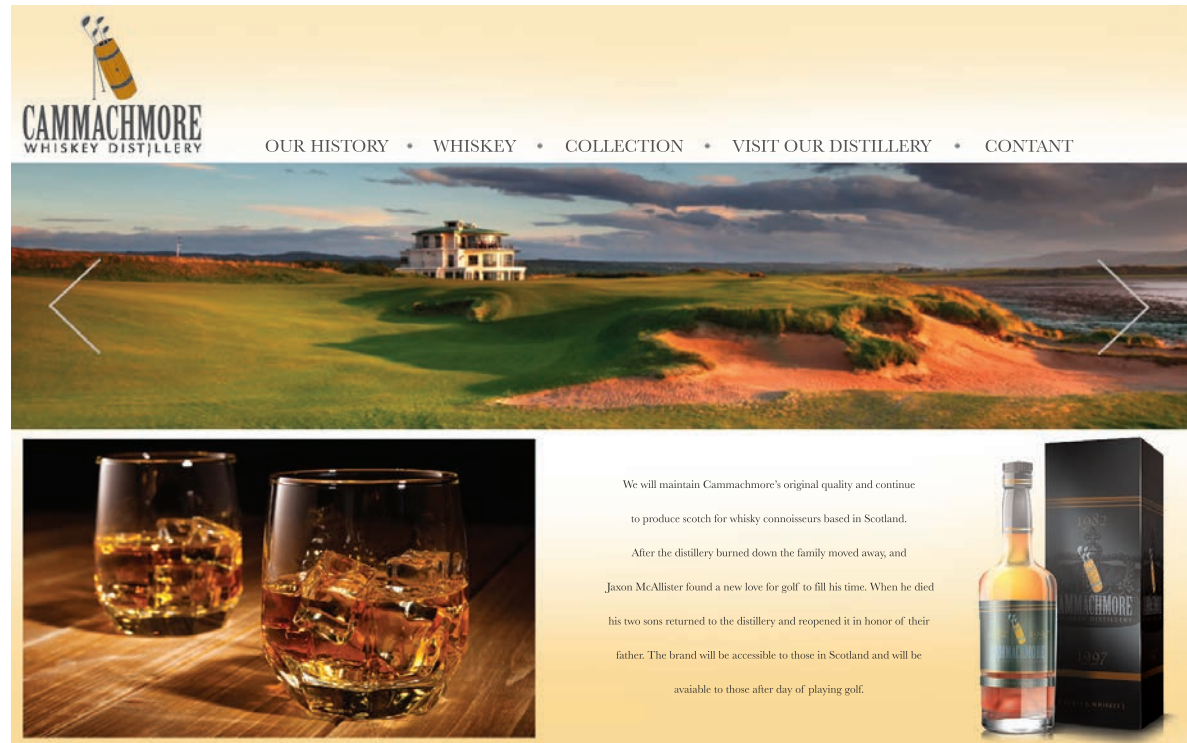 CAMMACHMORE
WHISKEY DISTILLERY
OUR HISTORY • WHISKEY • COLLECTION • VISIT OUR DISTILLERY • CONTANT
We will maintain Cammachmore’s original quality and continue
to produce scotch for whisky connoisseurs based in Scotland.
After the distillery burned down the family moved away, and
Jaxon McAllister found a new love for golf to fill his time. When he died
his two sons returned to the distillery and reopened it in honor of their
father. The brand will be accessible to those in Scotland and will be
avaiable to those after day of playing golf.
1982
AMMACHMORE
1997
WHISKEY